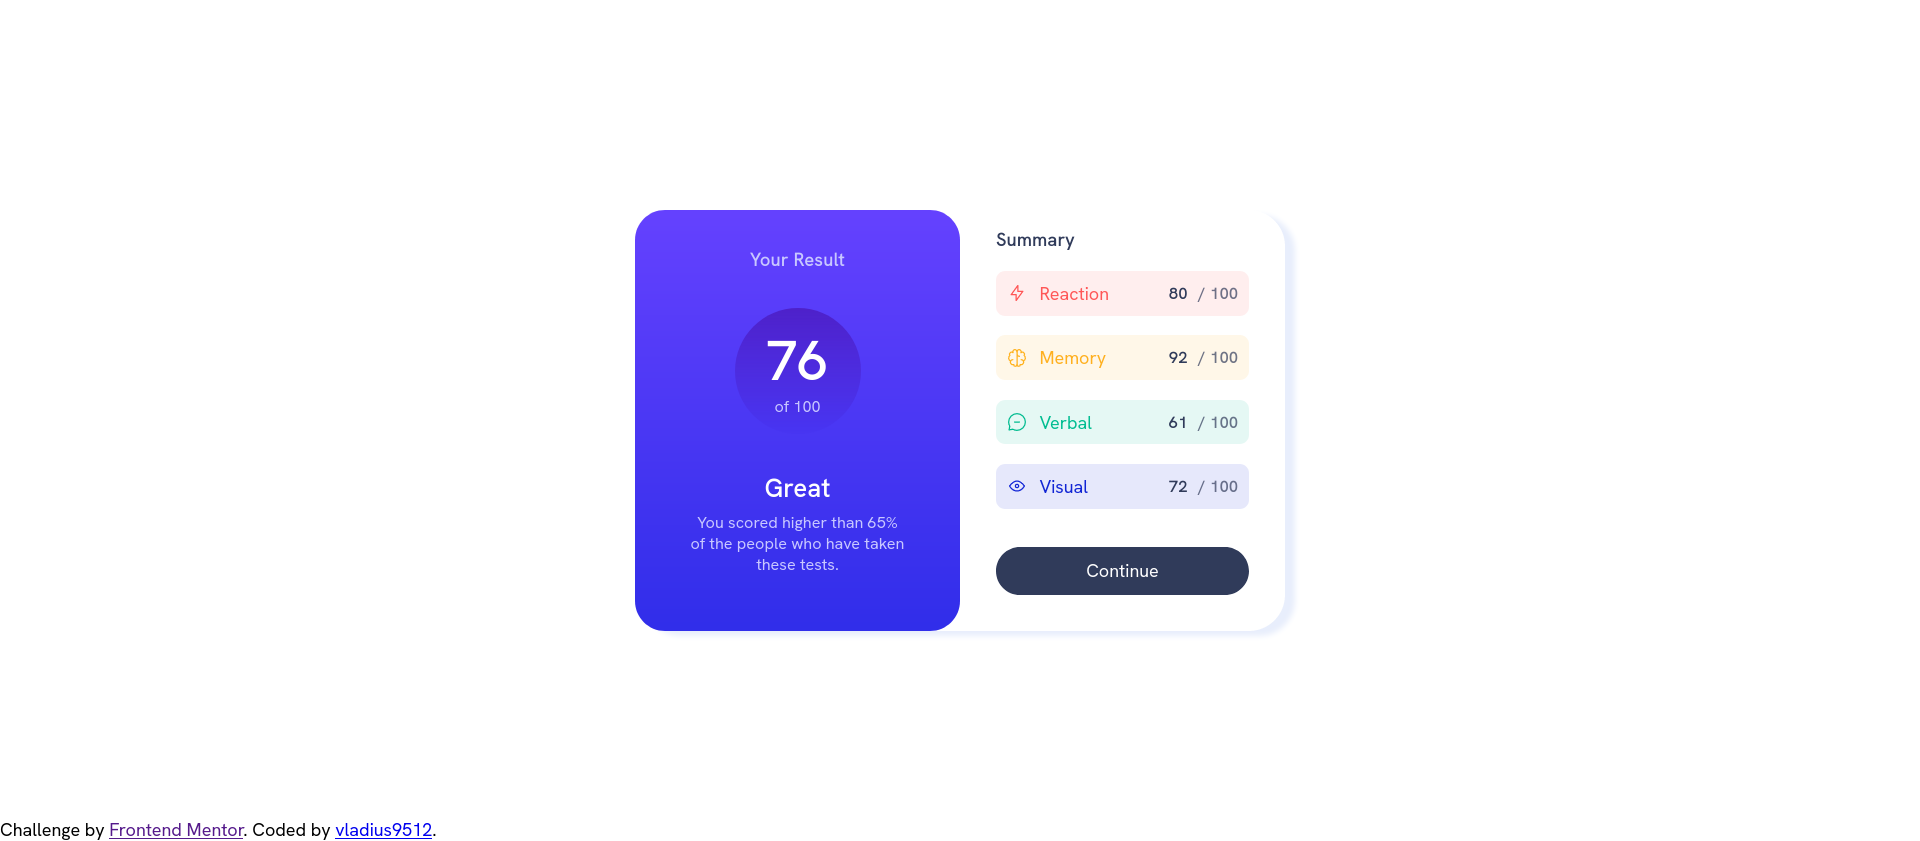 Your Result
76
of 100
Great
You scored higher than 65%
of the people who have taken
these tests.
Summary
Reaction 80 / 100
Memory 92 / 100
Verbal 61 / 100
Visual 72 / 100
Continue
Challenge by Frontend Mentor. Coded by vladius9512.